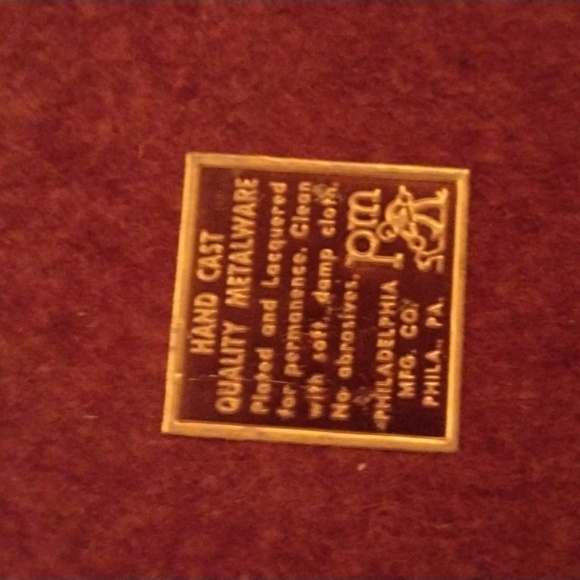 HAND CAST
QUALITY METALWARE
Plated and Lacquered
for permanence. Clean
with soft, damp cloth.
No abrasives.
PHILADELPHIA
MFG. CO.
PHILA., PA.
pm